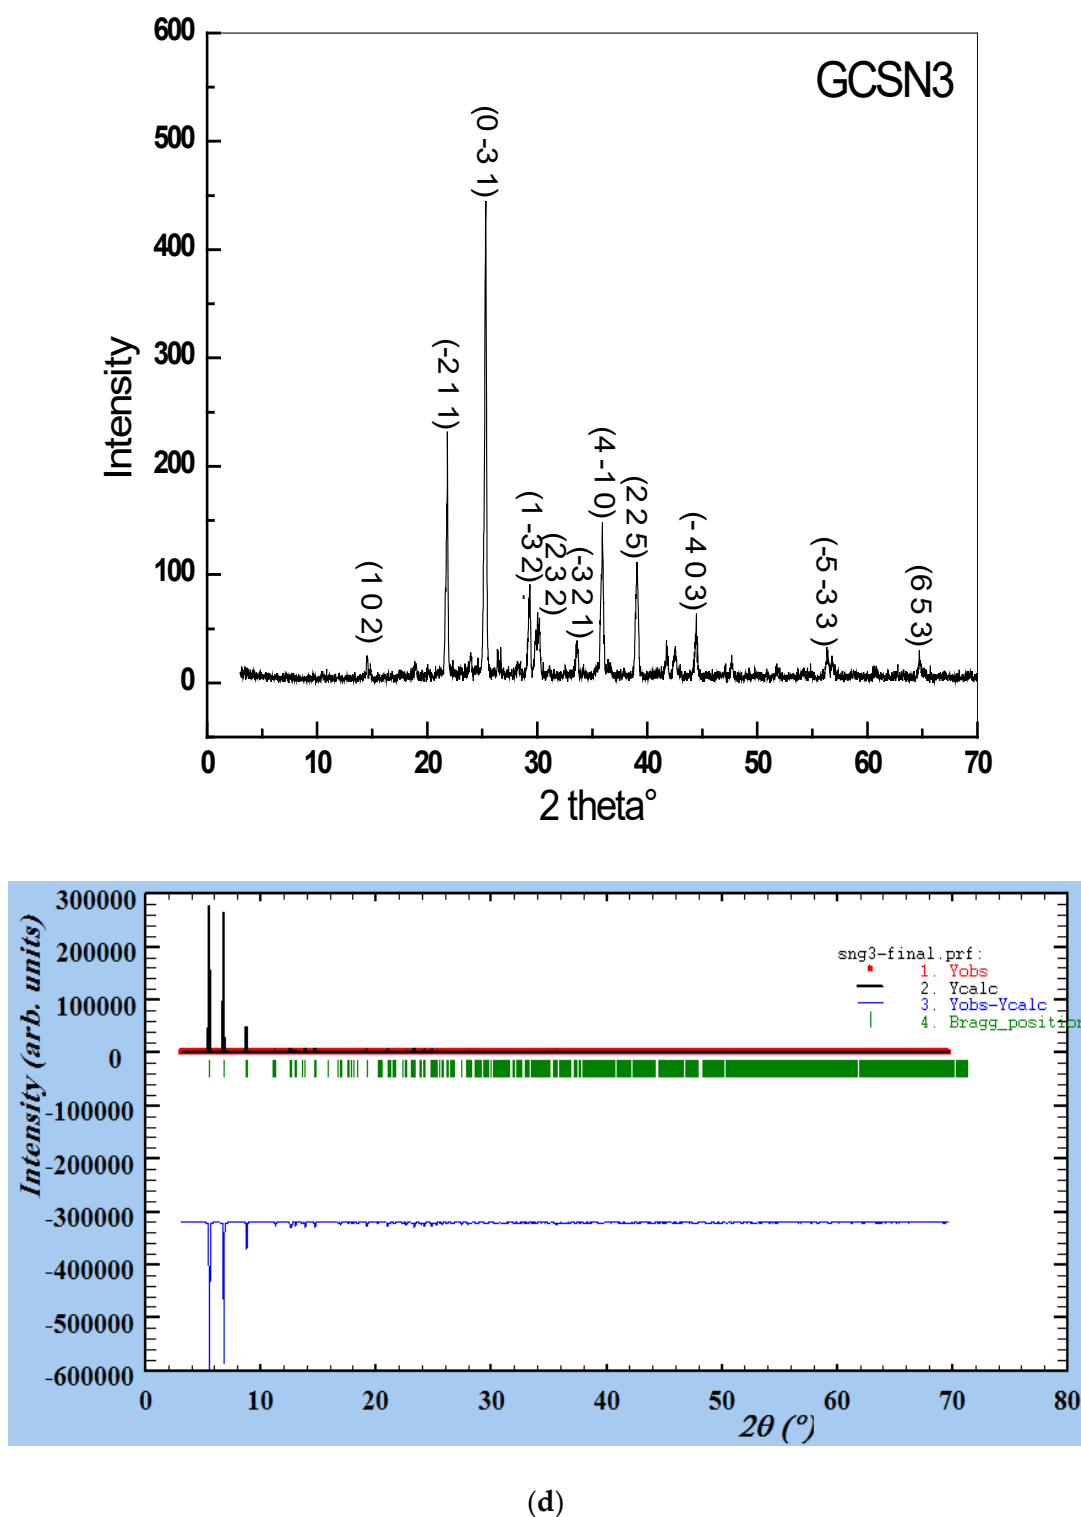 GCSN3
600
500
400
300
200
100
0
Intensity
(1 0 2)
(-2 1 1)
(0 -3 1)
(1 -3 2)
(2 3 2)
(-3 2 1)
(4 -1 0)
(2 2 5)
(- 4 0 3)
(-5 -3 3)
(6 5 3)
0 10 20 30 40 50 60 70
2 theta°
300000
200000
100000
0
-100000
-200000
-300000
-400000
-500000
-600000
Intensity (arb. units)
sng3-final.prf:
1. Yobs
2. Ycalc
3. Yobs-Ycalc
4. Bragg_position
0 10 20 30 40 50 60 70 80
2θ (°)
(d)